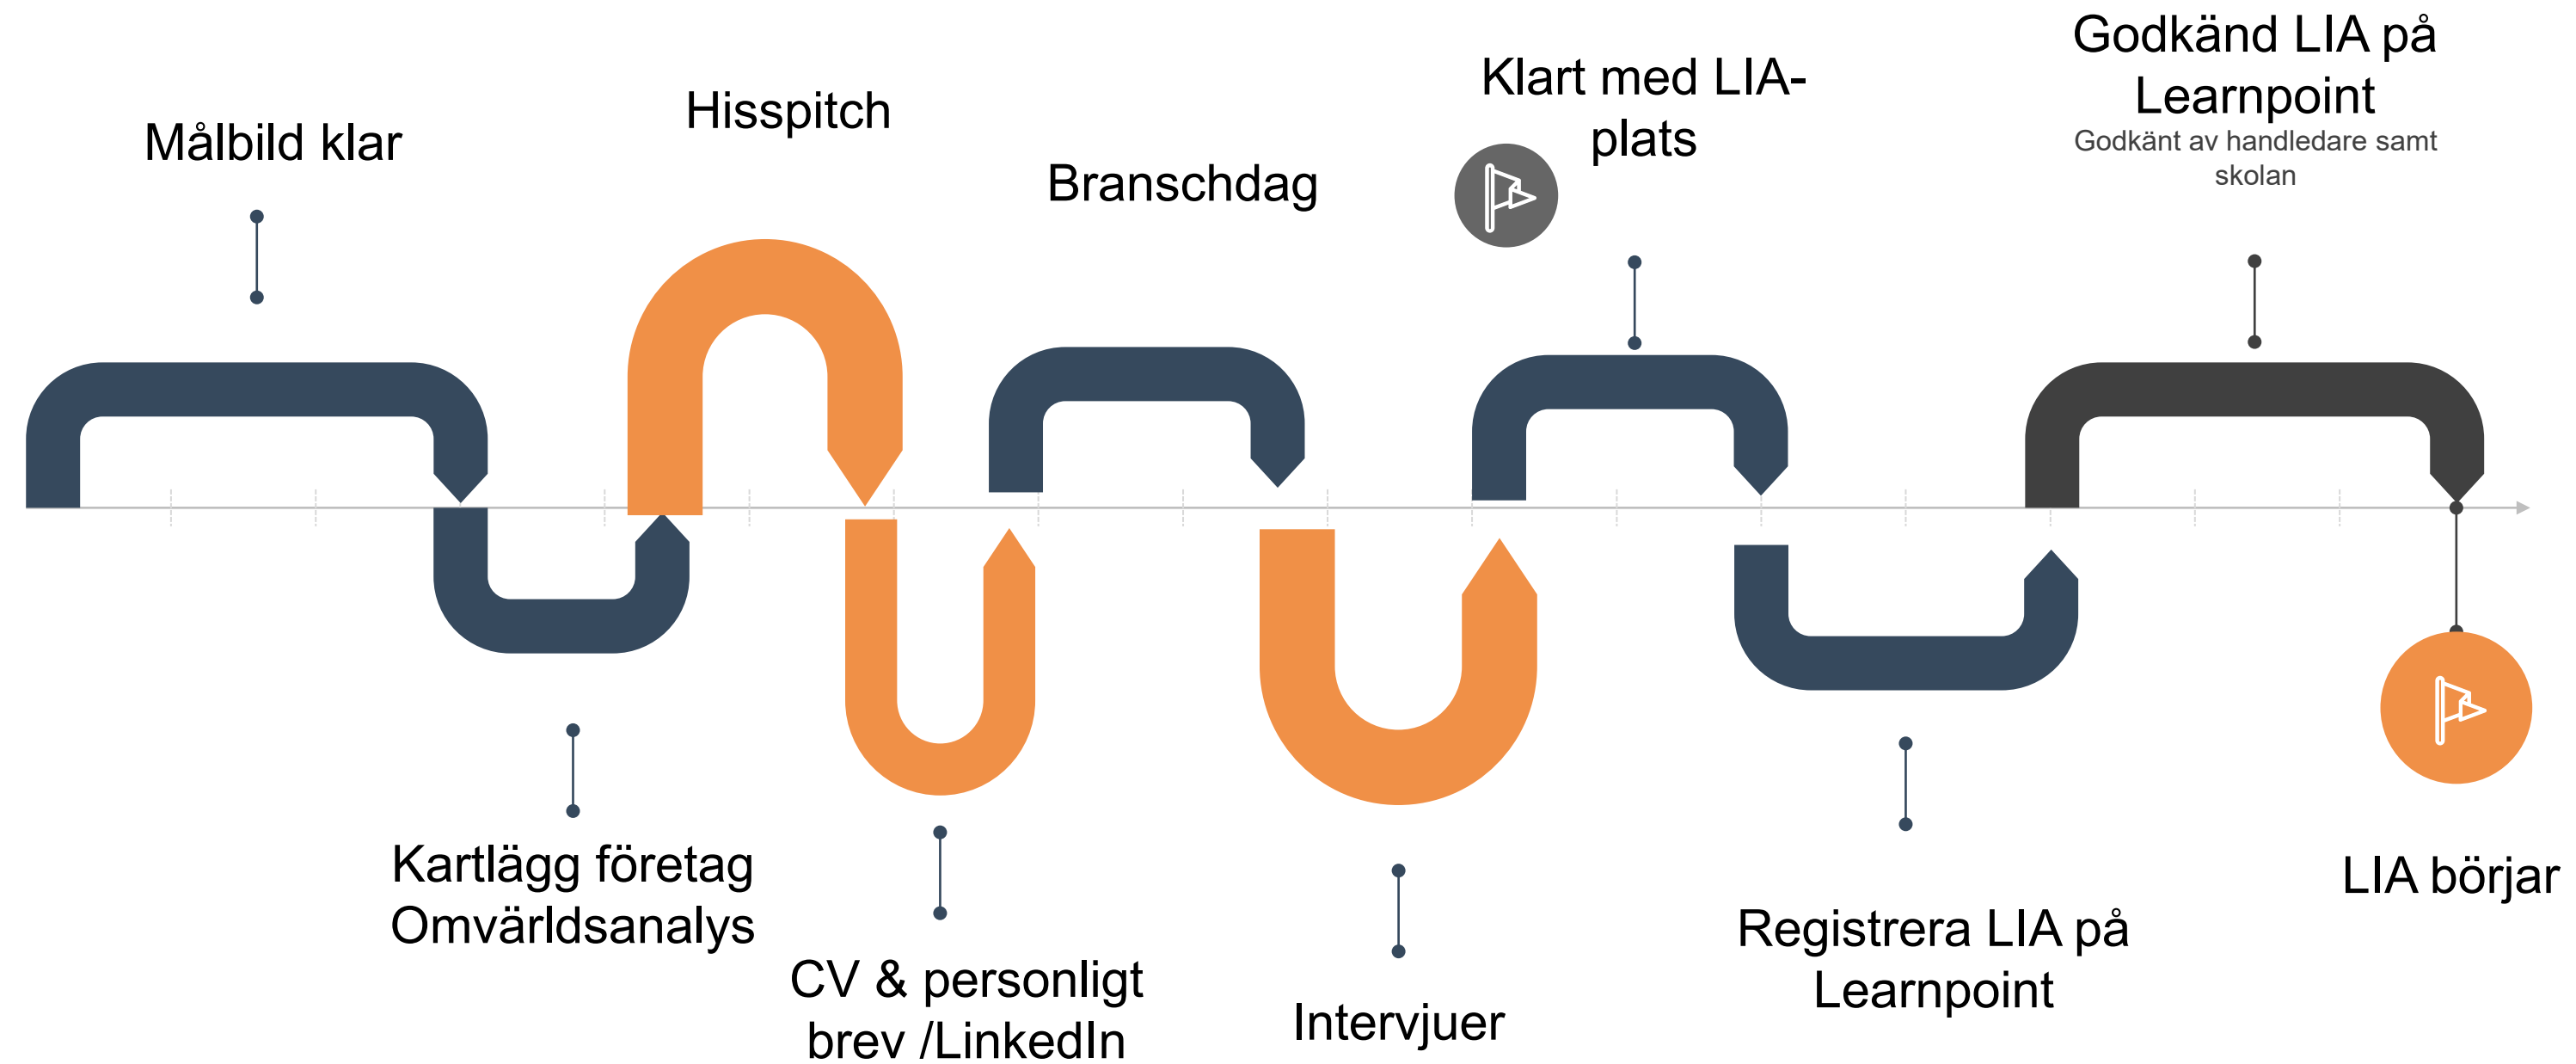 Målbild klar
Kartlägg företag
Omvärldsanalys
Hisspitch
CV & personligt
brev /LinkedIn
Branschdag
Intervjuer
Klart med LIA-
plats
Registrera LIA på
Learnpoint
Godkänd LIA på
Learnpoint
Godkänt av handledare samt
skolan
LIA börjar